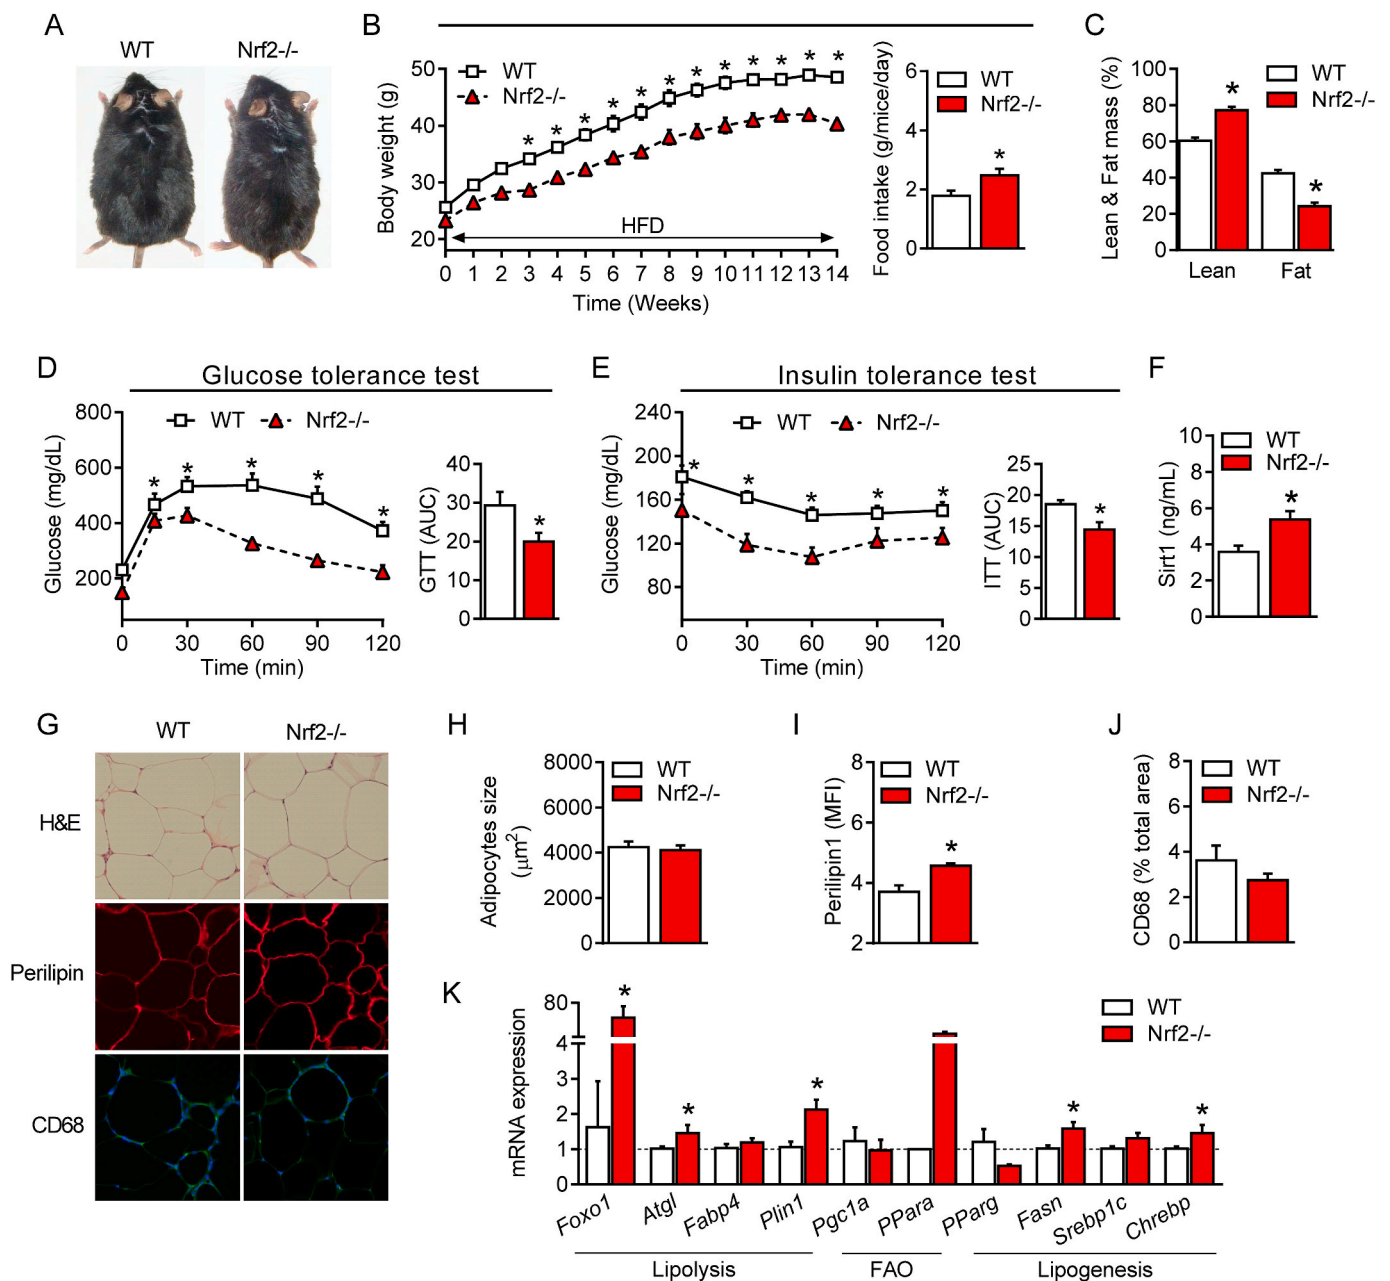 A
WT
Nrf2-/-
B
Body weight (g)
50
40
30
20
WT
Nrf2-/-
* * * * * * * * * * * *
HFD
0 1 2 3 4 5 6 7 8 9 10 11 12 13 14
Time (Weeks)
Food intake (g/mice/day)
6
4
2
0
WT
Nrf2-/-
*
C
Lean & Fat mass (%)
100
80
60
40
20
0
WT
Nrf2-/-
* *
Lean Fat
D
Glucose tolerance test
Glucose (mg/dL)
800
600
400
200
WT Nrf2-/-
* * * * *
0 30 60 90 120
Time (min)
GTT (AUC)
40
30
20
10
0
*
E
Insulin tolerance test
Glucose (mg/dL)
240
200
160
120
80
WT Nrf2-/-
* * * * *
0 30 60 90 120
Time (min)
ITT (AUC)
25
20
15
10
5
0
*
F
Sirt1 (ng/mL)
10
8
6
4
2
0
WT
Nrf2-/-
*
G
WT Nrf2-/-
H&E
Perilipin
CD68
H
Adipocytes size
(μm²)
8000
6000
4000
2000
0
WT
Nrf2-/-
I
Perilipin1 (MFI)
8
6
4
2
WT
Nrf2-/-
*
J
CD68 (% total area)
8
6
4
2
0
WT
Nrf2-/-
K
mRNA expression
80
4
4
3
2
1
0
WT
Nrf2-/-
* * * * *
Foxo1 Atgl Fabp4 Plin1 Pgc1a PPara PParg Fasn Srebp1c Chrebp
Lipolysis FAO Lipogenesis